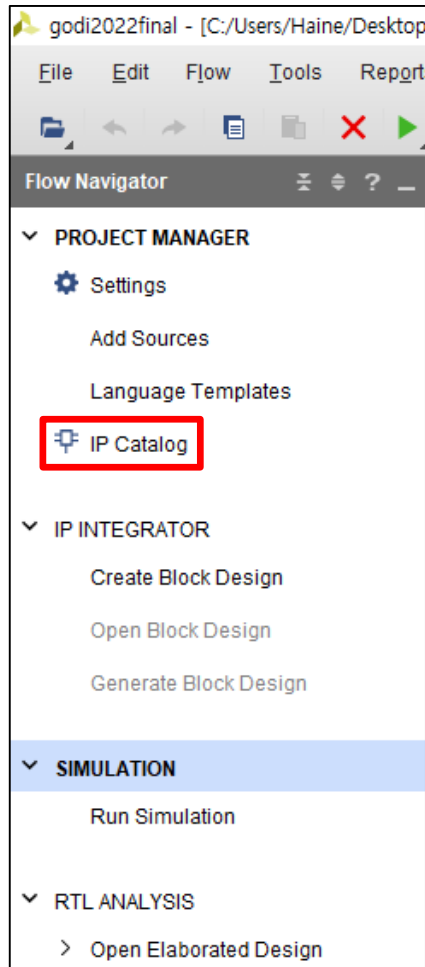 godi2022final - [C:/Users/Haine/Desktop
File Edit Flow Tools Report
Flow Navigator ? _
PROJECT MANAGER
Settings
Add Sources
Language Templates
IP Catalog
IP INTEGRATOR
Create Block Design
Open Block Design
Generate Block Design
SIMULATION
Run Simulation
RTL ANALYSIS
Open Elaborated Design